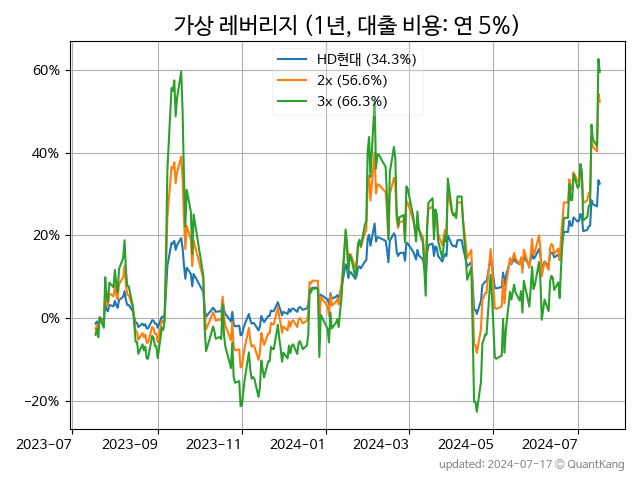 가상 레버리지 (1년, 대출 비용: 연 5%)
HD현대 (34.3%)
2x (56.6%)
3x (66.3%)
60%
40%
20%
0%
−20%
2023-07
2023-09
2023-11
2024-01
2024-03
2024-05
2024-07
updated: 2024-07-17 © QuantKang